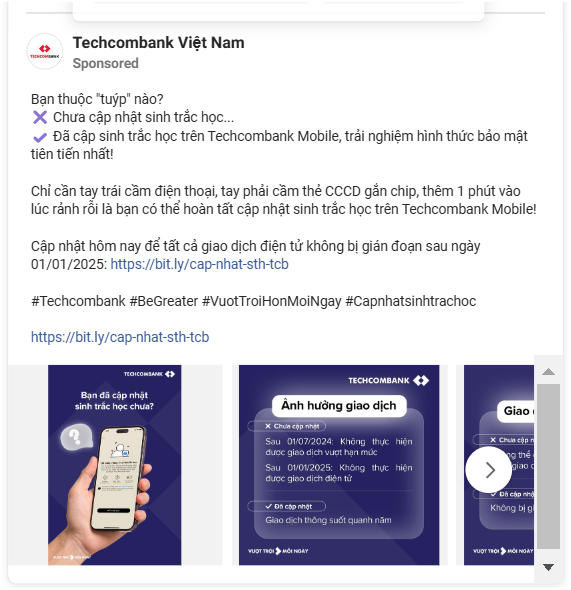 Techcombank Việt Nam
Sponsored
TECHCOMBANK
Bạn thuộc "tuýp" nào?
Chưa cập nhật sinh trắc học...
Đã cập sinh trắc học trên Techcombank Mobile, trải nghiệm hình thức bảo mật
tiên tiến nhất!
Chỉ cần tay trái cầm điện thoại, tay phải cầm thẻ CCCD gắn chip, thêm 1 phút vào
lúc rảnh rỗi là bạn có thể hoàn tất cập nhật sinh trắc học trên Techcombank Mobile!
Cập nhật hôm nay để tất cả giao dịch điện tử không bị gián đoạn sau ngày
01/01/2025: https://bit.ly/cap-nhat-sth-tcb
#Techcombank #BeGreater #VuotTroiHonMoiNgay #Capnhatsinhtrachoc
https://bit.ly/cap-nhat-sth-tcb
TECHCOMBANK
Bạn đã cập nhật
sinh trắc học chưa?
?
VƯỢT TRỘI MỖI NGÀY
TECHCOMBANK
Ảnh hưởng giao dịch
Chưa cập nhật
Sau 01/07/2024: Không thực hiện
được giao dịch vượt hạn mức
Sau 01/01/2025: Không thực hiện
được giao dịch điện tử
Đã cập nhật
Giao dịch thông suốt quanh năm
VƯỢT TRỘI MỖI NGÀY
Giao
Chưa cập nhật
Đã cập nhật
Không bị
VƯỢT TRỘI MỖI